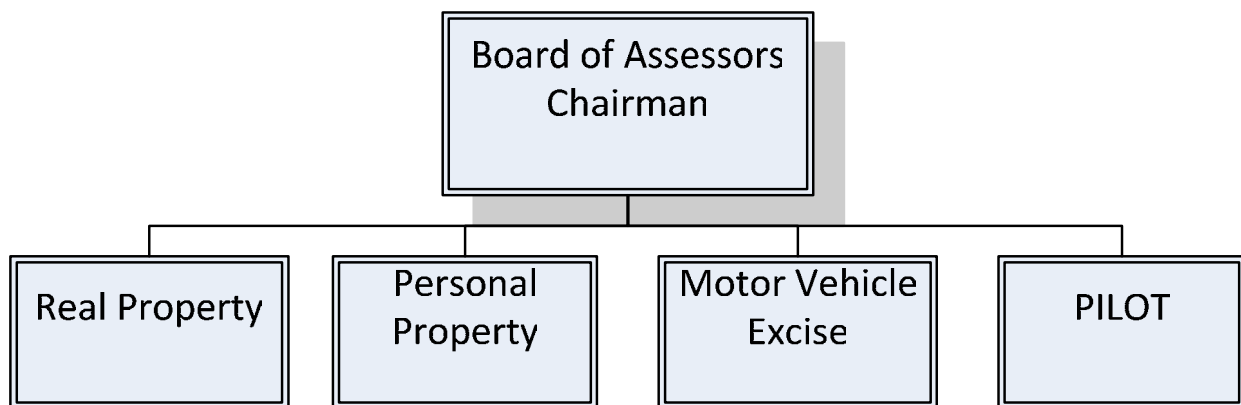 Board of Assessors
Chairman
Real Property
Personal
Property
Motor Vehicle
Excise
PILOT